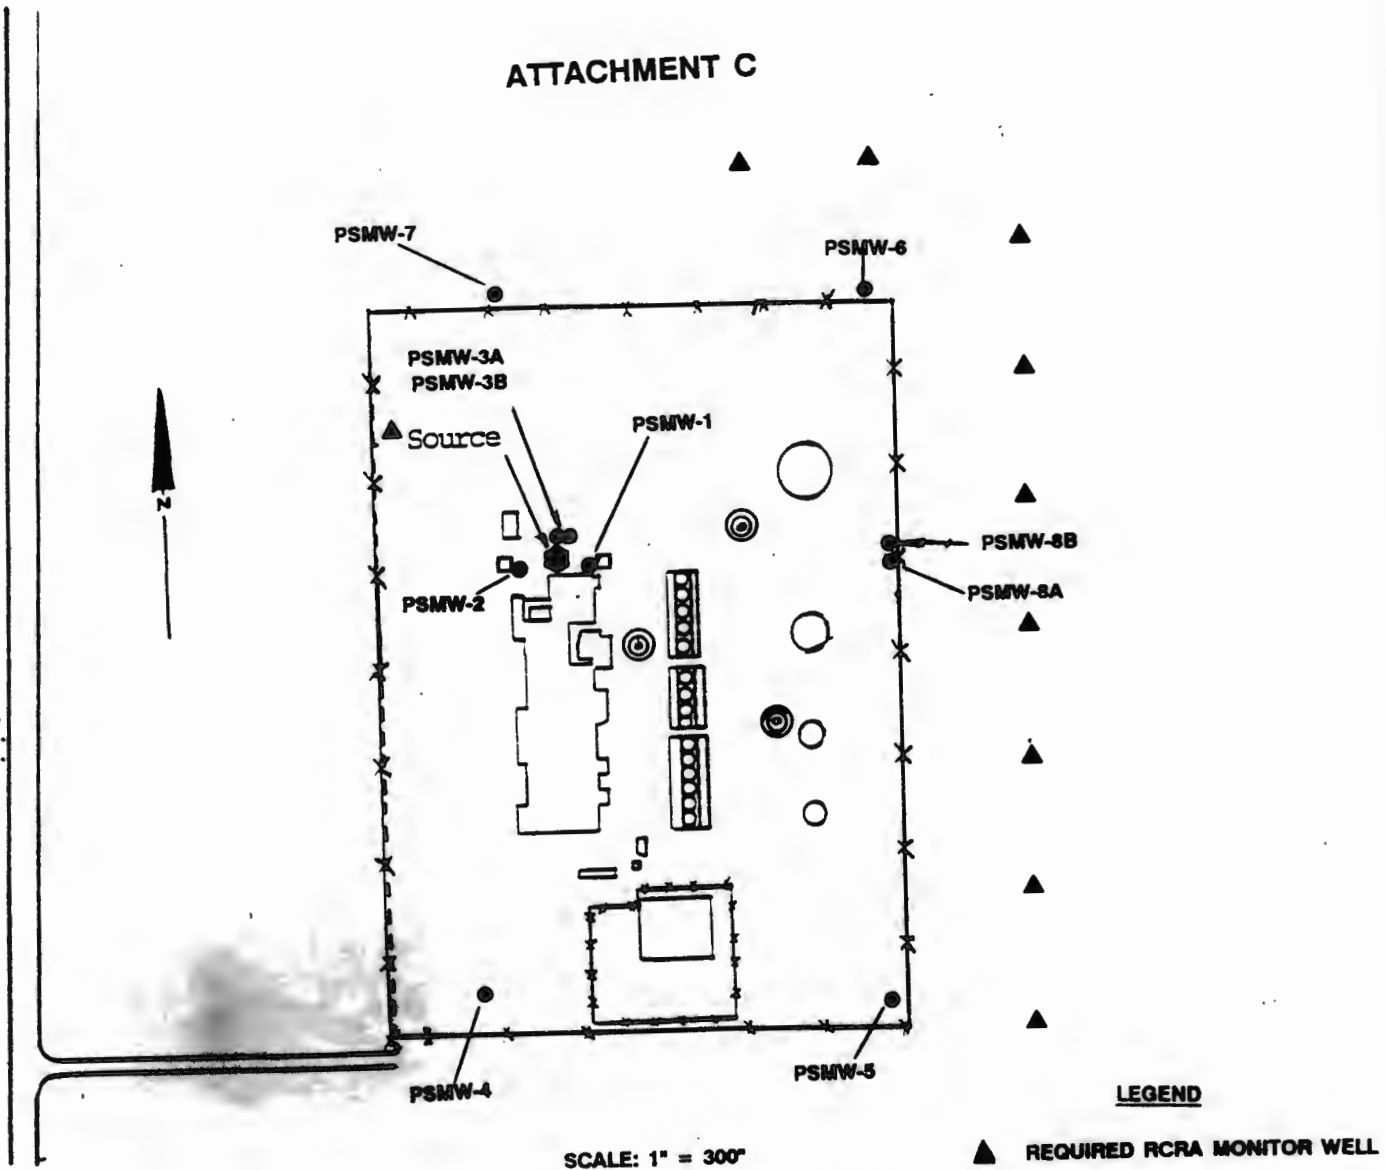 ATTACHMENT C
PSMW-7
PSMW-6
PSMW-3A
PSMW-3B
PSMW-1
Source
N
PSMW-8B
PSMW-8A
PSMW-2
PSMW-4
PSMW-5
LEGEND
SCALE: 1" = 300"
REQUIRED RCRA MONITOR WELL